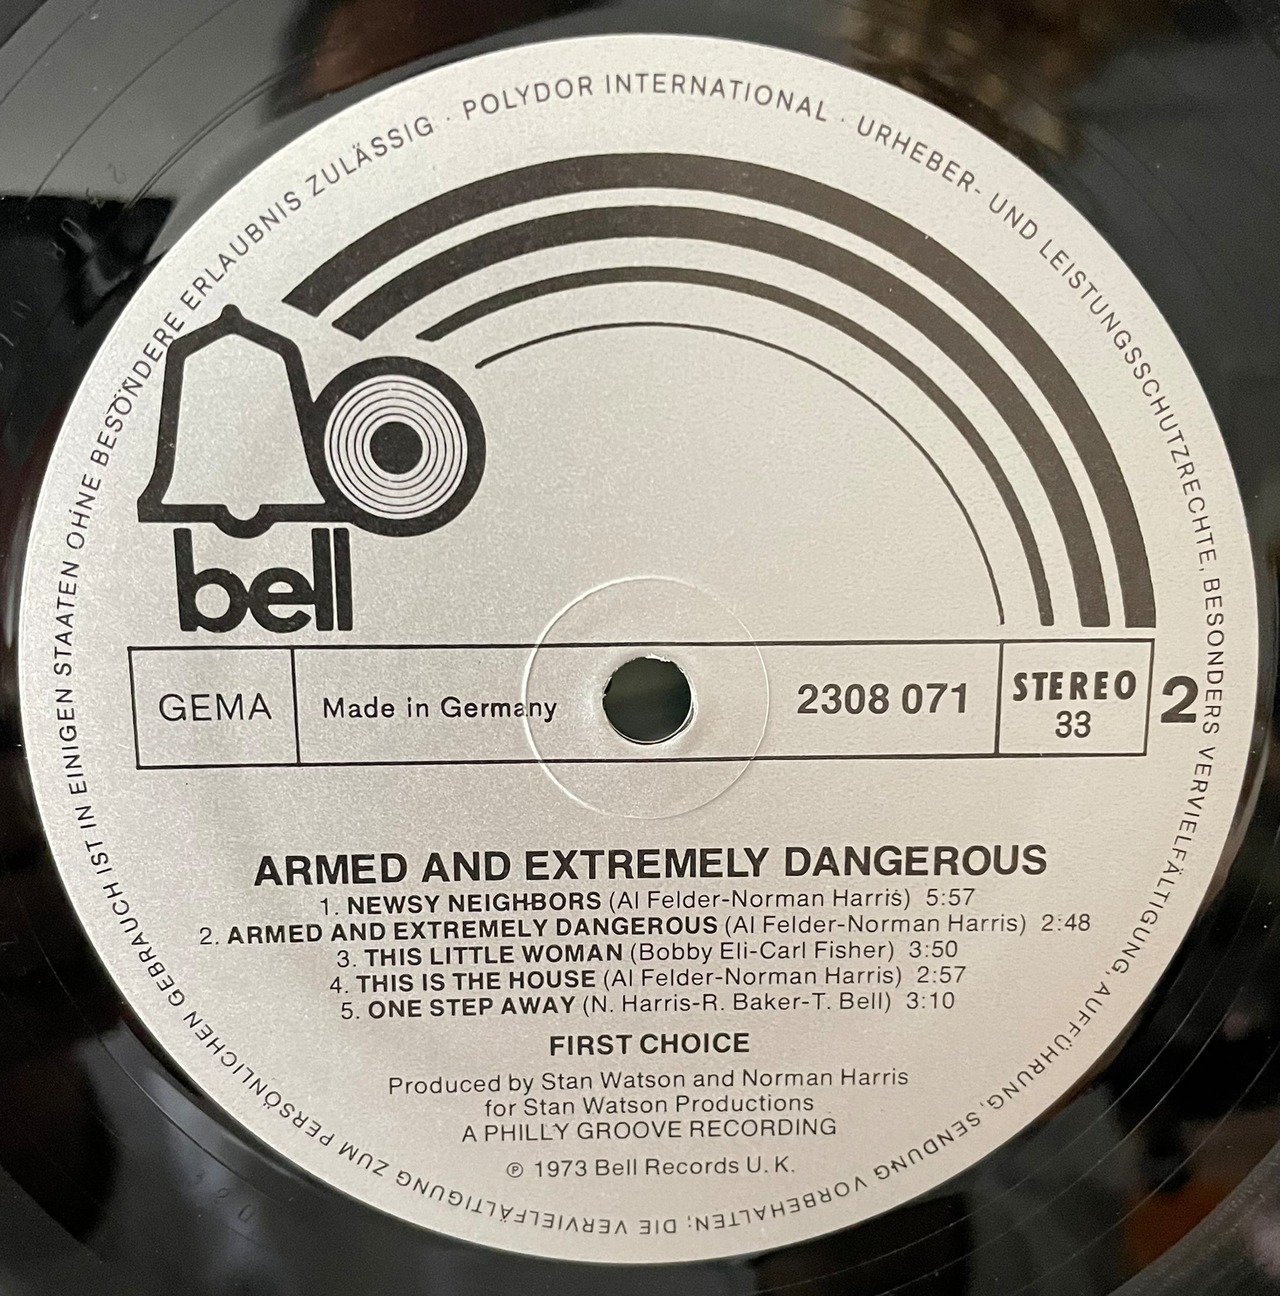 POLYDOR INTERNATIONAL · URHEBER- UND LEISTUNGSSCHUTZRECHTE, BESONDERS VERVIELFÄLTIGUNG, AUFFÜHRUNG, SENDUNG VORBEHALTEN; DIE VERVIELFÄLTIGUNG ZUM PERSÖNLICHEN GEBRAUCH IST IN EINIGEN STAATEN OHNE BESONDERE ERLAUBNIS ZULÄSSIG ·
bell
GEMA Made in Germany 2308 071 STEREO 2
33
ARMED AND EXTREMELY DANGEROUS
1. NEWSY NEIGHBORS (Al Felder-Norman Harris) 5:57
2. ARMED AND EXTREMELY DANGEROUS (Al Felder-Norman Harris) 2:48
3. THIS LITTLE WOMAN (Bobby Eli-Carl Fisher) 3:50
4. THIS IS THE HOUSE (Al Felder-Norman Harris) 2:57
5. ONE STEP AWAY (N. Harris-R. Baker-T. Bell) 3:10
FIRST CHOICE
Produced by Stan Watson and Norman Harris
for Stan Watson Productions
A PHILLY GROOVE RECORDING
℗ 1973 Bell Records U. K.